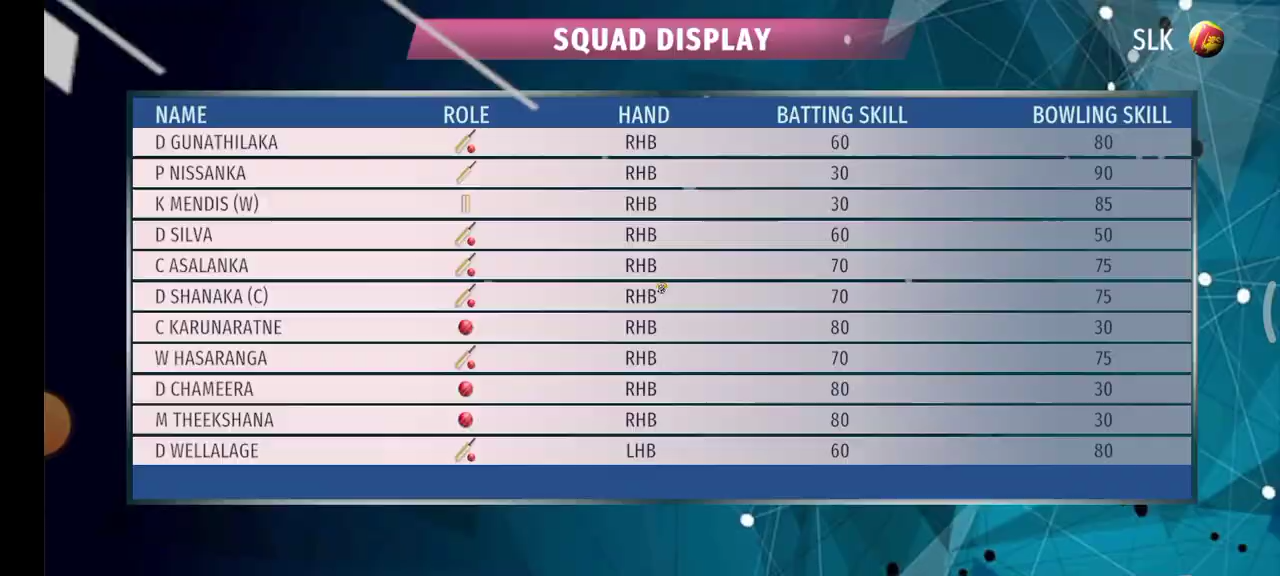 SQUAD DISPLAY
SLK
NAME ROLE HAND BATTING SKILL BOWLING SKILL
D GUNATHILAKA RHB 60 80
P NISSANKA RHB 30 90
K MENDIS (W) RHB 30 85
D SILVA RHB 60 50
C ASALANKA RHB 70 75
D SHANAKA (C) RHB 70 75
C KARUNARATNE RHB 80 30
W HASARANGA RHB 70 75
D CHAMEERA RHB 80 30
M THEEKSHANA RHB 80 30
D WELLALAGE LHB 60 80